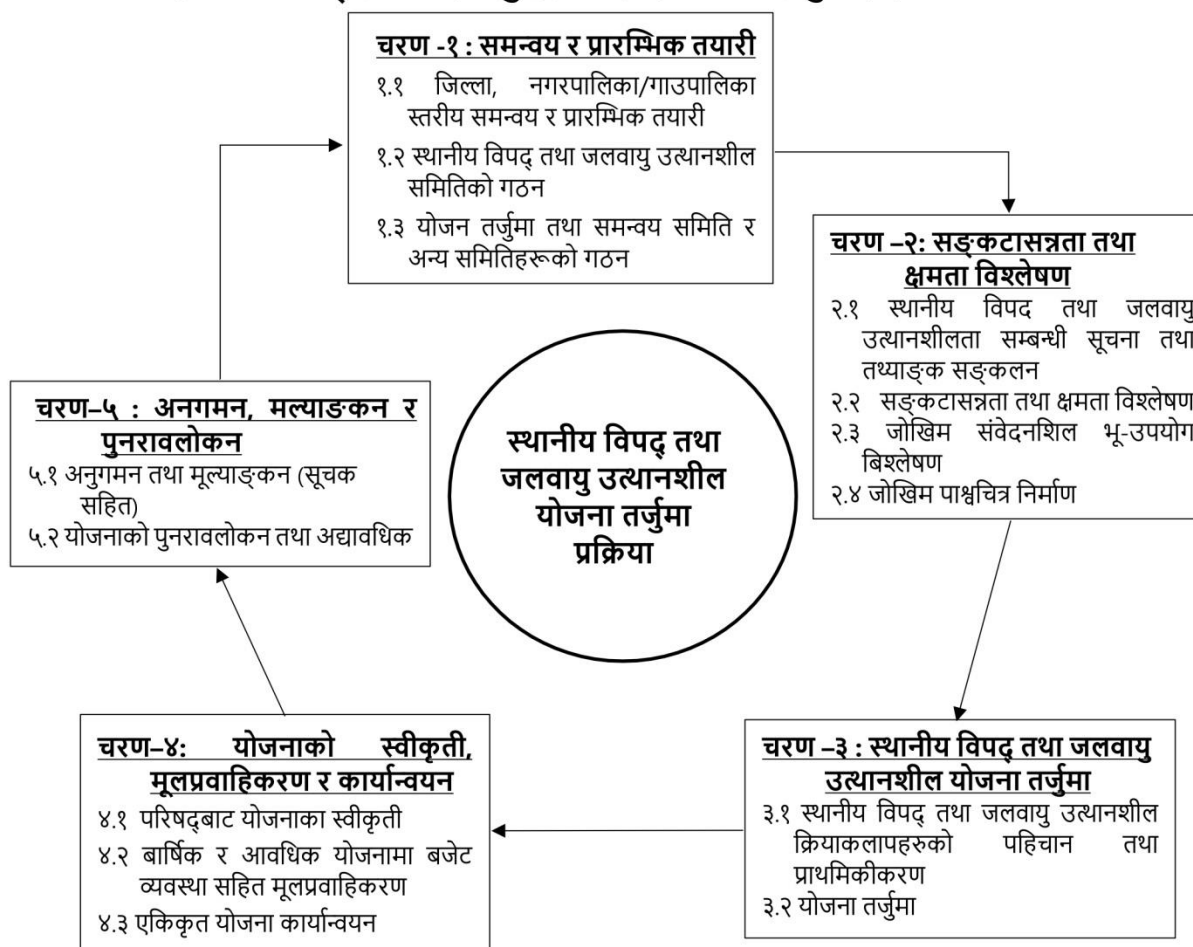 चरण -१ : समन्वय र प्रारम्भिक तयारी
१.१ जिल्ला, नगरपालिका/गाउपालिका
स्तरीय समन्वय र प्रारम्भिक तयारी
१.२ स्थानीय विपद् तथा जलवायु उत्थानशील
समितिको गठन
१.३ योजन तर्जुमा तथा समन्वय समिति र
अन्य समितिहरूको गठन
चरण –२: सङ्कटासन्नता तथा
क्षमता विश्लेषण
२.१ स्थानीय विपद तथा जलवायु
उत्थानशीलता सम्बन्धी सूचना तथा
तथ्याङ्क सङ्कलन
२.२ सङ्कटासन्नता तथा क्षमता विश्लेषण
२.३ जोखिम संवेदनशिल भू-उपयोग
बिश्लेषण
२.४ जोखिम पाश्वचित्र निर्माण
चरण –३ : स्थानीय विपद् तथा जलवायु
उत्थानशील योजना तर्जुमा
३.१ स्थानीय विपद् तथा जलवायु उत्थानशील
क्रियाकलापहरुको पहिचान तथा
प्राथमिकीकरण
३.२ योजना तर्जुमा
चरण–४: योजनाको स्वीकृती,
मूलप्रवाहिकरण र कार्यान्वयन
४.१ परिषद्बाट योजनाका स्वीकृती
४.२ बार्षिक र आवधिक योजनामा बजेट
व्यवस्था सहित मूलप्रवाहिकरण
४.३ एकिकृत योजना कार्यान्वयन
चरण–५ : अनगमन, मल्याङकन र
पुनरावलोकन
५.१ अनुगमन तथा मूल्याङ्कन (सूचक
सहित)
५.२ योजनाको पुनरावलोकन तथा अद्यावधिक
स्थानीय विपद् तथा
जलवायु उत्थानशील
योजना तर्जुमा
प्रक्रिया